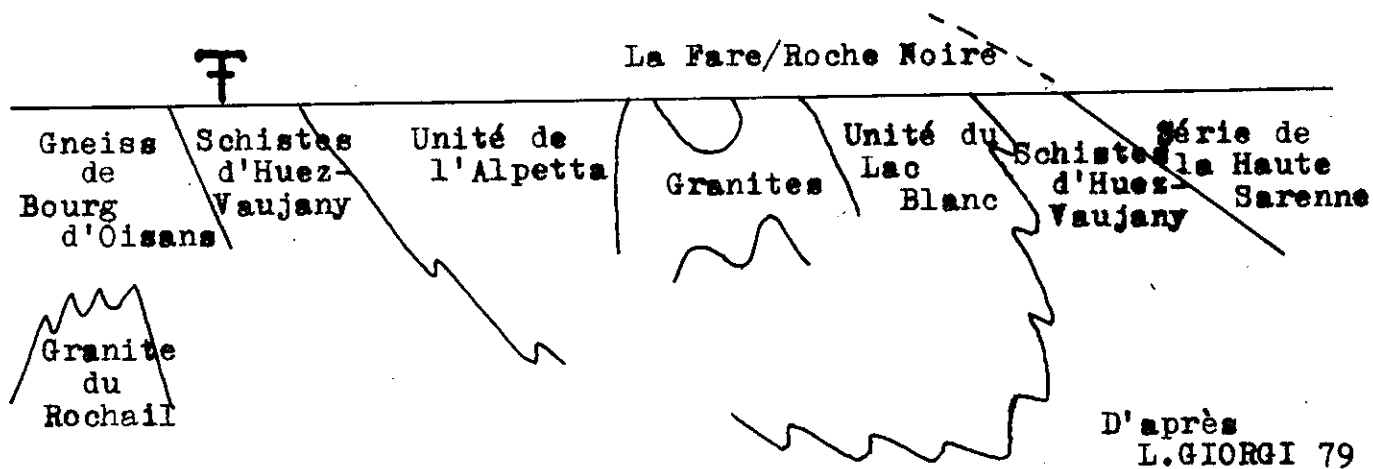 La Fare/Roche Noire
Gneiss
de
Bourg
d'Oisans
Schistes
d'Huez-
Vaujany
Unité de
l'Alpetta
Granites
Unité du
Lac
Blanc
Schistes
d'Huez-
Vaujany
Série de
la Haute
Sarenne
Granite
du
Rochail
D'après
L.GIORGI 79